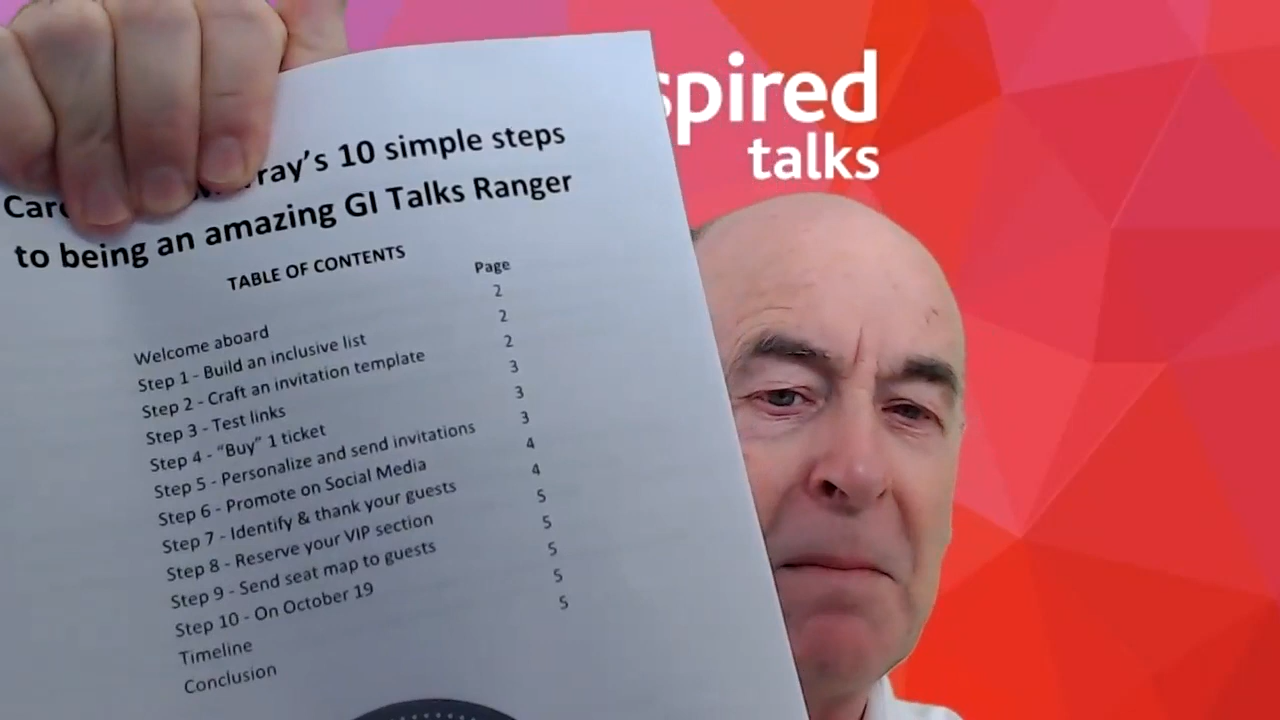 ray's 10 simple steps
to being an amazing GI Talks Ranger
TABLE OF CONTENTS
Page
Welcome aboard 2
Step 1 - Build an inclusive list 2
Step 2 - Craft an invitation template 2
Step 3 - Test links 3
Step 4 - "Buy" 1 ticket 3
Step 5 - Personalize and send invitations 3
Step 6 - Promote on Social Media 4
Step 7 - Identify & thank your guests 4
Step 8 - Reserve your VIP section 5
Step 9 - Send seat map to guests 5
Step 10 - On October 19 5
Timeline 5
Conclusion 5
spired
talks